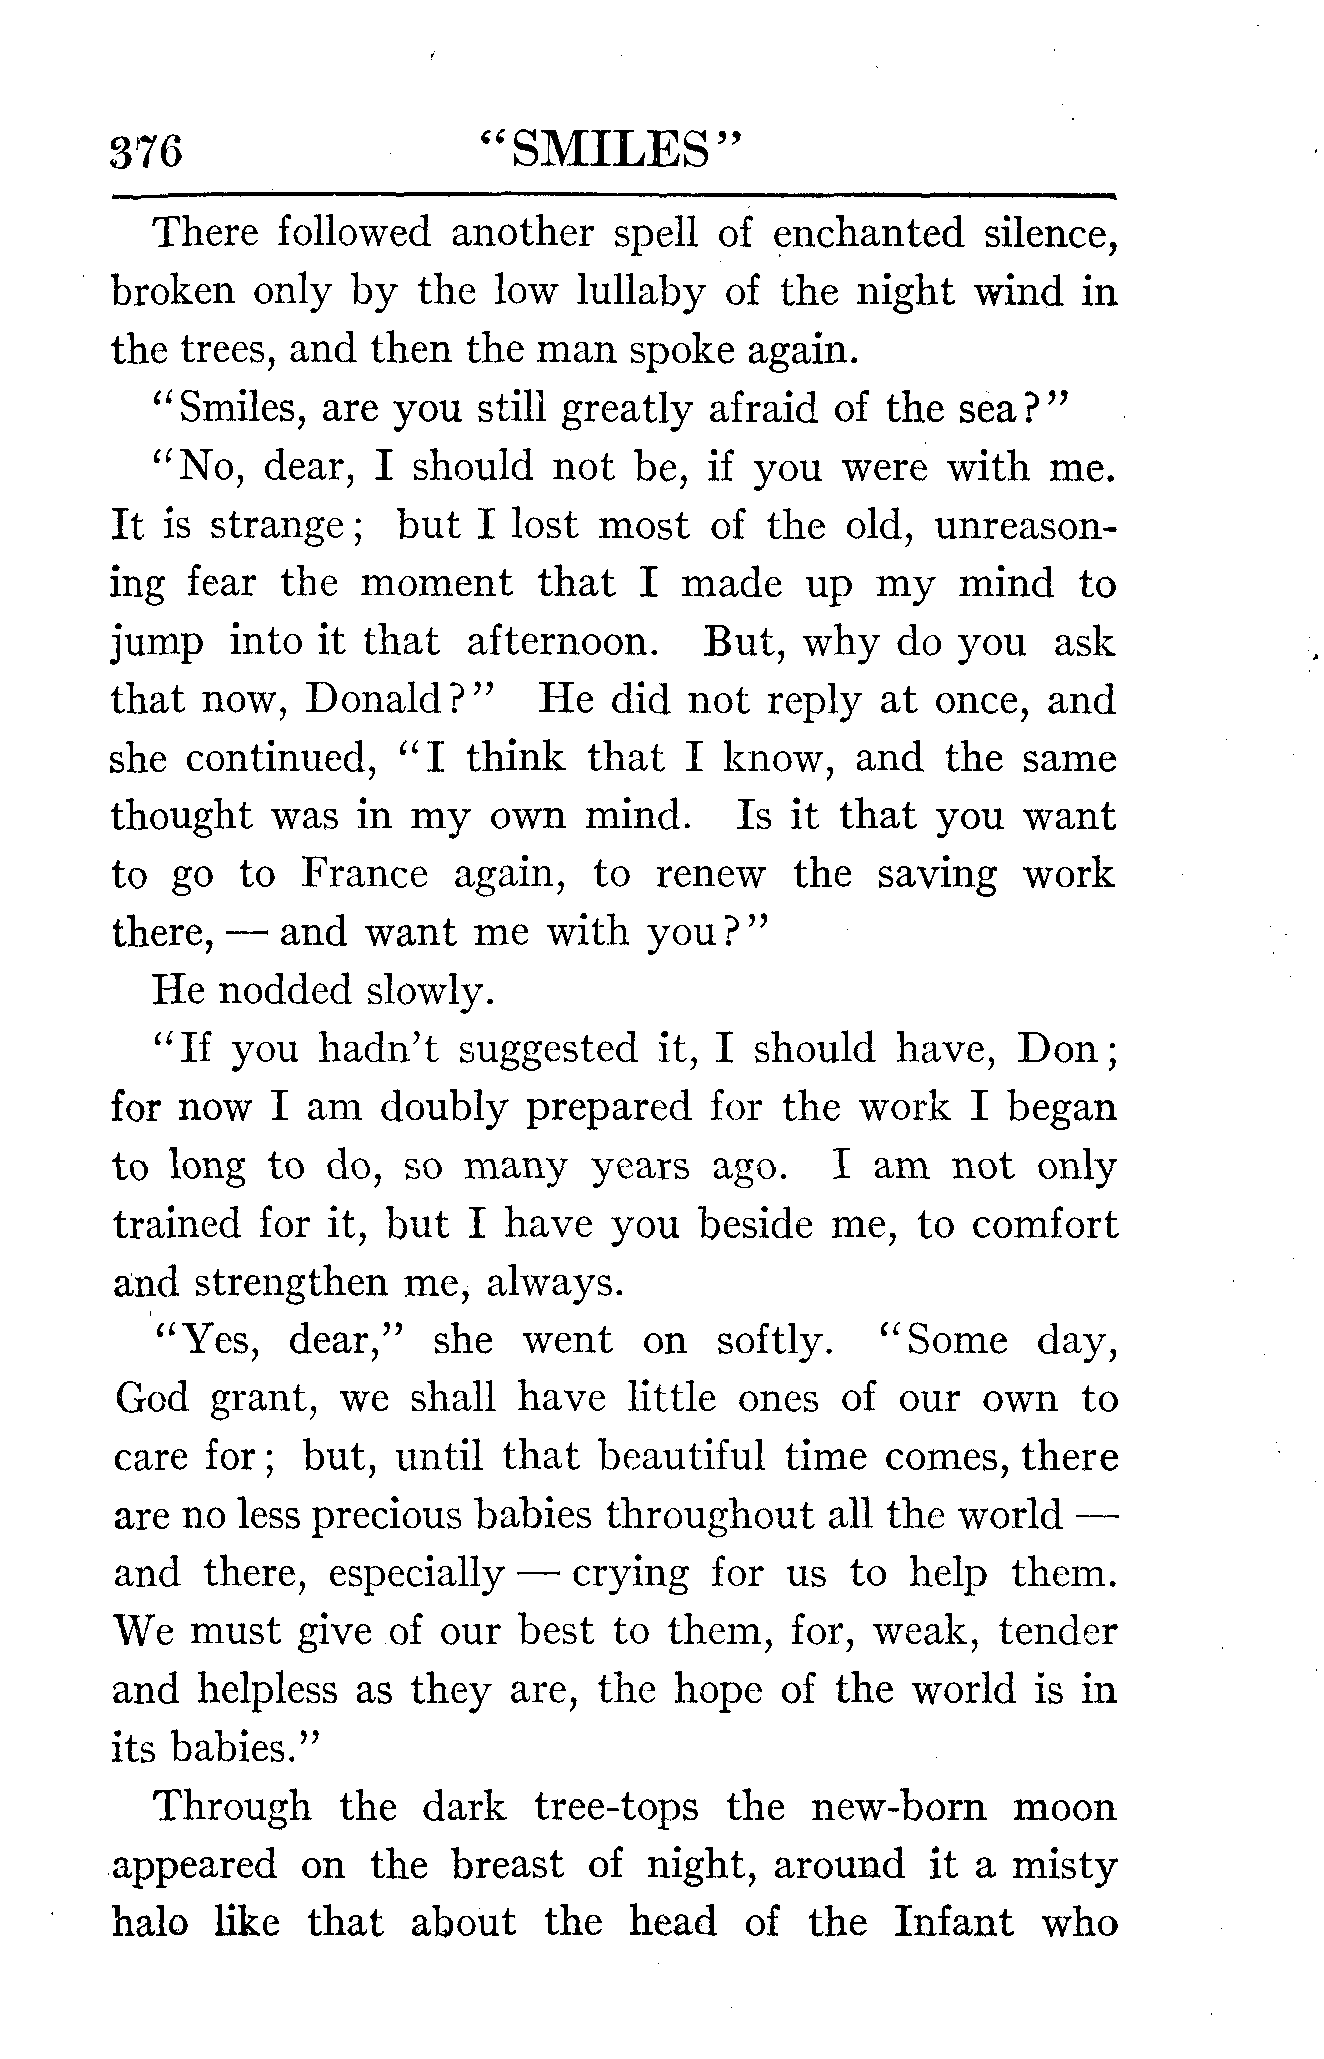 376 "SMILES"
There followed another spell of enchanted silence,
broken only by the low lullaby of the night wind in
the trees, and then the man spoke again.
"Smiles, are you still greatly afraid of the sea?"
"No, dear, I should not be, if you were with me.
It is strange; but I lost most of the old, unreason-
ing fear the moment that I made up my mind to
jump into it that afternoon. But, why do you ask
that now, Donald?" He did not reply at once, and
she continued, "I think that I know, and the same
thought was in my own mind. Is it that you want
to go to France again, to renew the saving work
there, — and want me with you?"
He nodded slowly.
"If you hadn't suggested it, I should have, Don;
for now I am doubly prepared for the work I began
to long to do, so many years ago. I am not only
trained for it, but I have you beside me, to comfort
and strengthen me, always.
"Yes, dear," she went on softly. "Some day,
God grant, we shall have little ones of our own to
care for; but, until that beautiful time comes, there
are no less precious babies throughout all the world —
and there, especially — crying for us to help them.
We must give of our best to them, for, weak, tender
and helpless as they are, the hope of the world is in
its babies."
Through the dark tree-tops the new-born moon
appeared on the breast of night, around it a misty
halo like that about the head of the Infant who